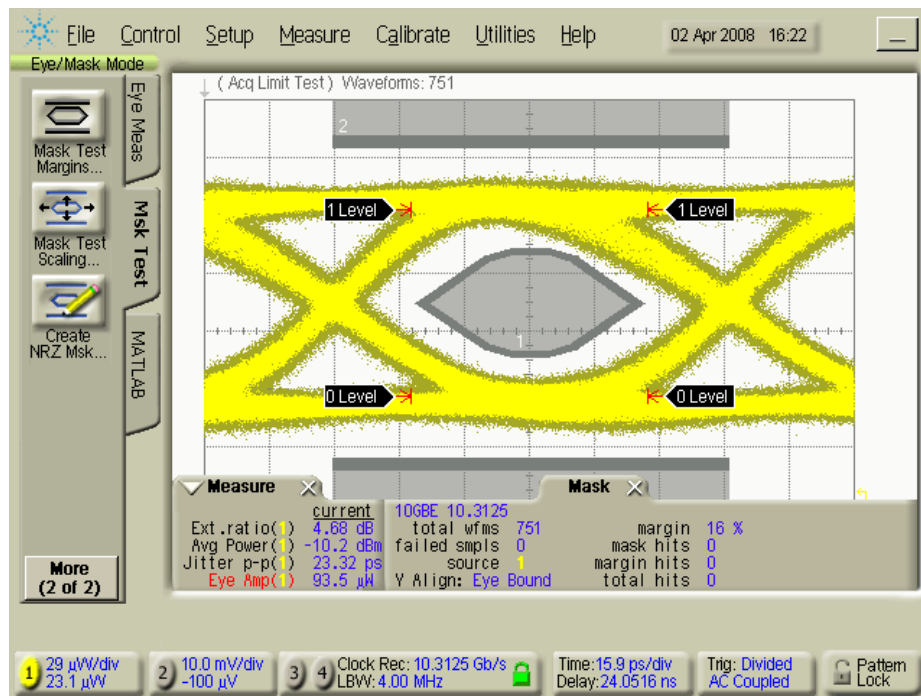 File Control Setup Measure Calibrate Utilities Help 02 Apr 2008 16:22
Eye/Mask Mode
( Acq Limit Test ) Waveforms: 751
Mask Test
Margins...
Mask Test
Scaling...
Create
NRZ Msk...
More
(2 of 2)
Eye Meas
Msk Test
MATLAB
2
1 Level 1 Level
1
0 Level 0 Level
Measure Mask
current 10GBE 10.3125
Ext.ratio(1) 4.68 dB total wfms 751 margin 16 %
Avg Power(1) -10.2 dBm failed smpls 0 mask hits 0
Jitter p-p(1) 23.32 ps source 1 margin hits 0
Eye Amp(1) 93.5 µW Y Align: Eye Bound total hits 0
1 29 µW/div 2 10.0 mV/div 3 4 Clock Rec: 10.3125 Gb/s Time:15.9 ps/div Trig: Divided Pattern
23.1 µW -100 µV LBW: 4.00 MHz Delay:24.0516 ns AC Coupled Lock